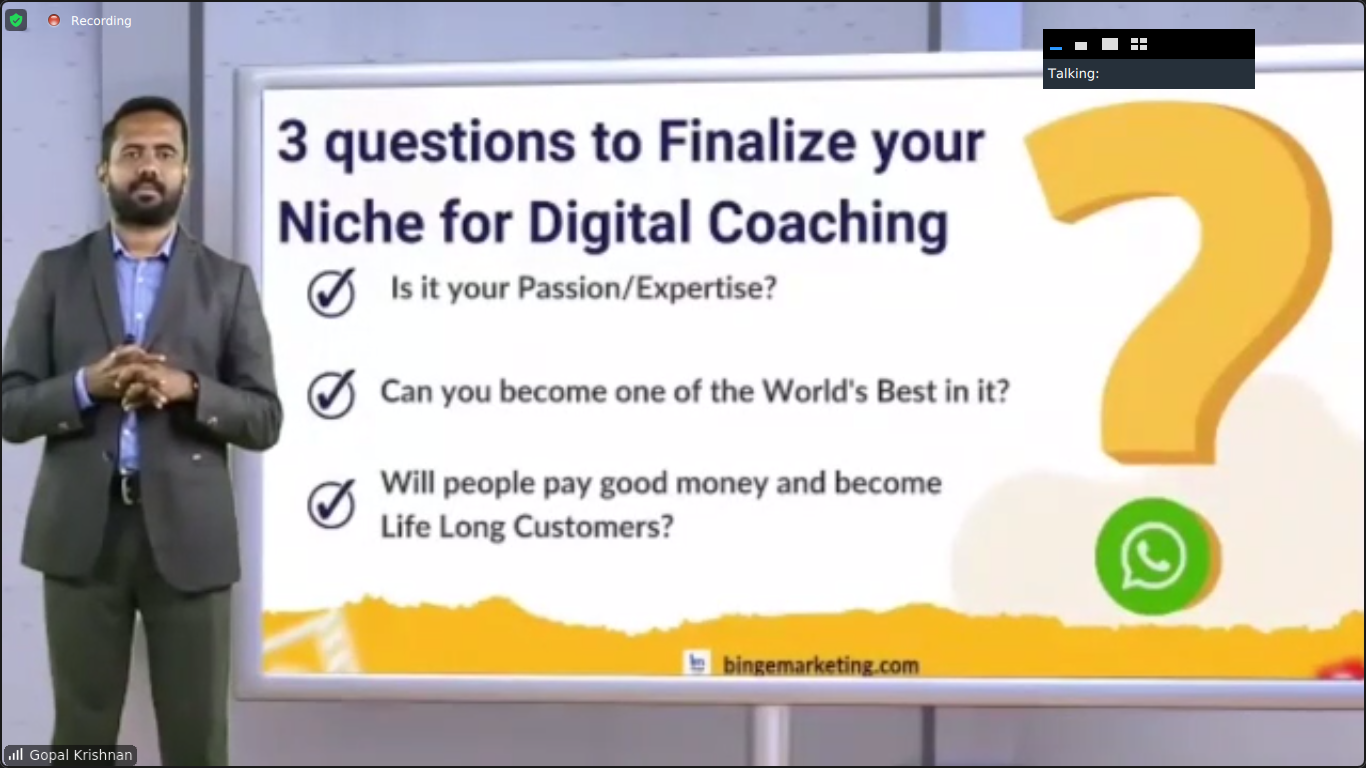 Recording
Talking:
3 questions to Finalize your
Niche for Digital Coaching
Is it your Passion/Expertise?
Can you become one of the World's Best in it?
Will people pay good money and become
Life Long Customers?
bingemarketing.com
Gopal Krishnan